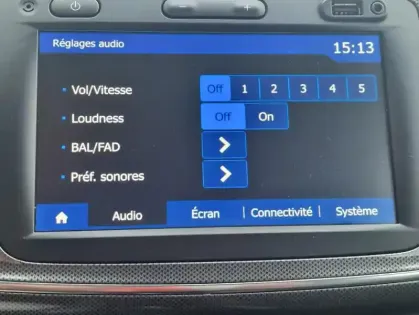 Réglages audio 15:13
Vol/Vitesse Off 1 2 3 4 5
Loudness Off On
BAL/FAD
Préf. sonores
Audio Écran Connectivité Système